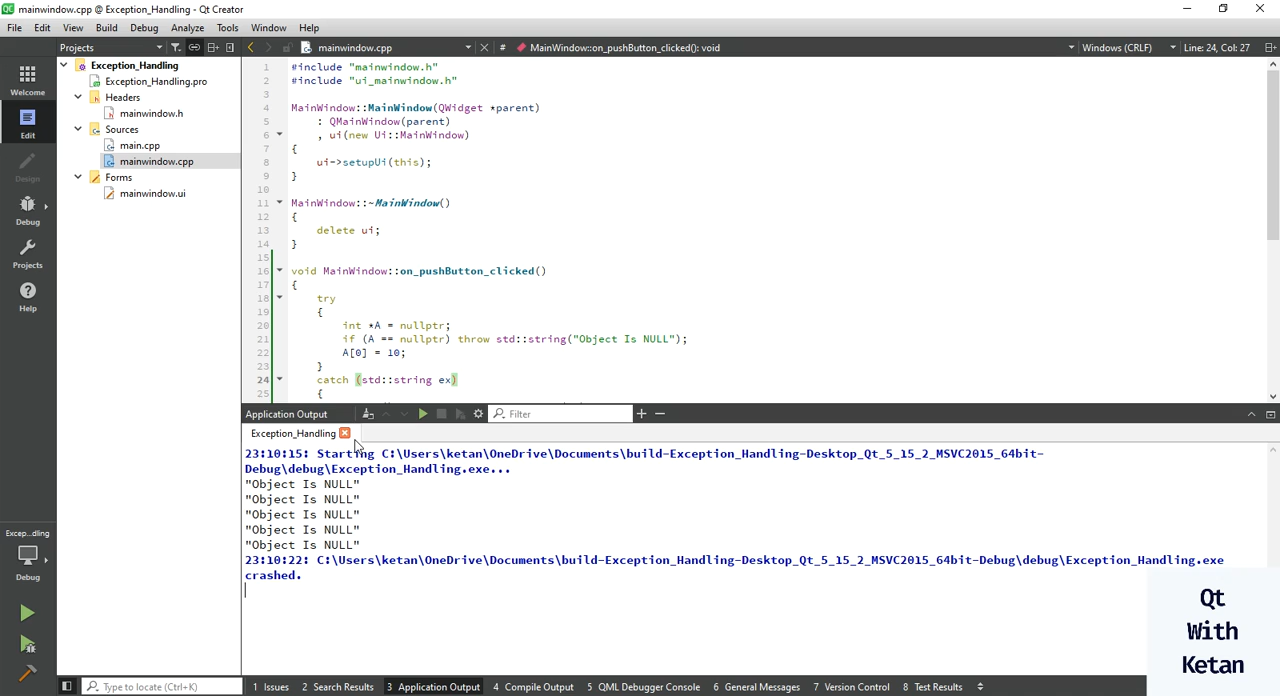 mainwindow.cpp @ Exception_Handling - Qt Creator
File Edit View Build Debug Analyze Tools Window Help
Projects mainwindow.cpp # MainWindow::on_pushButton_clicked(): void Windows (CRLF) Line: 24, Col: 27
Welcome
Edit
Design
Debug
Projects
Help
Excep...dling
Debug
Exception_Handling
Exception_Handling.pro
Headers
mainwindow.h
Sources
main.cpp
mainwindow.cpp
Forms
mainwindow.ui
1 #include "mainwindow.h"
2 #include "ui_mainwindow.h"
3
4 MainWindow::MainWindow(QWidget *parent)
5 : QMainWindow(parent)
6 , ui(new Ui::MainWindow)
7 {
8 ui->setupUi(this);
9 }
10
11 MainWindow::~MainWindow()
12 {
13 delete ui;
14 }
15
16 void MainWindow::on_pushButton_clicked()
17 {
18 try
19 {
20 int *A = nullptr;
21 if (A == nullptr) throw std::string("Object Is NULL");
22 A[0] = 10;
23 }
24 catch (std::string ex)
25 {
Application Output Filter
Exception_Handling
23:10:15: Starting C:\Users\ketan\OneDrive\Documents\build-Exception_Handling-Desktop_Qt_5_15_2_MSVC2015_64bit-
Debug\debug\Exception_Handling.exe...
"Object Is NULL"
"Object Is NULL"
"Object Is NULL"
"Object Is NULL"
"Object Is NULL"
23:10:22: C:\Users\ketan\OneDrive\Documents\build-Exception_Handling-Desktop_Qt_5_15_2_MSVC2015_64bit-Debug\debug\Exception_Handling.exe
crashed.
Qt
With
Ketan
Type to locate (Ctrl+K) 1 Issues 2 Search Results 3 Application Output 4 Compile Output 5 QML Debugger Console 6 General Messages 7 Version Control 8 Test Results